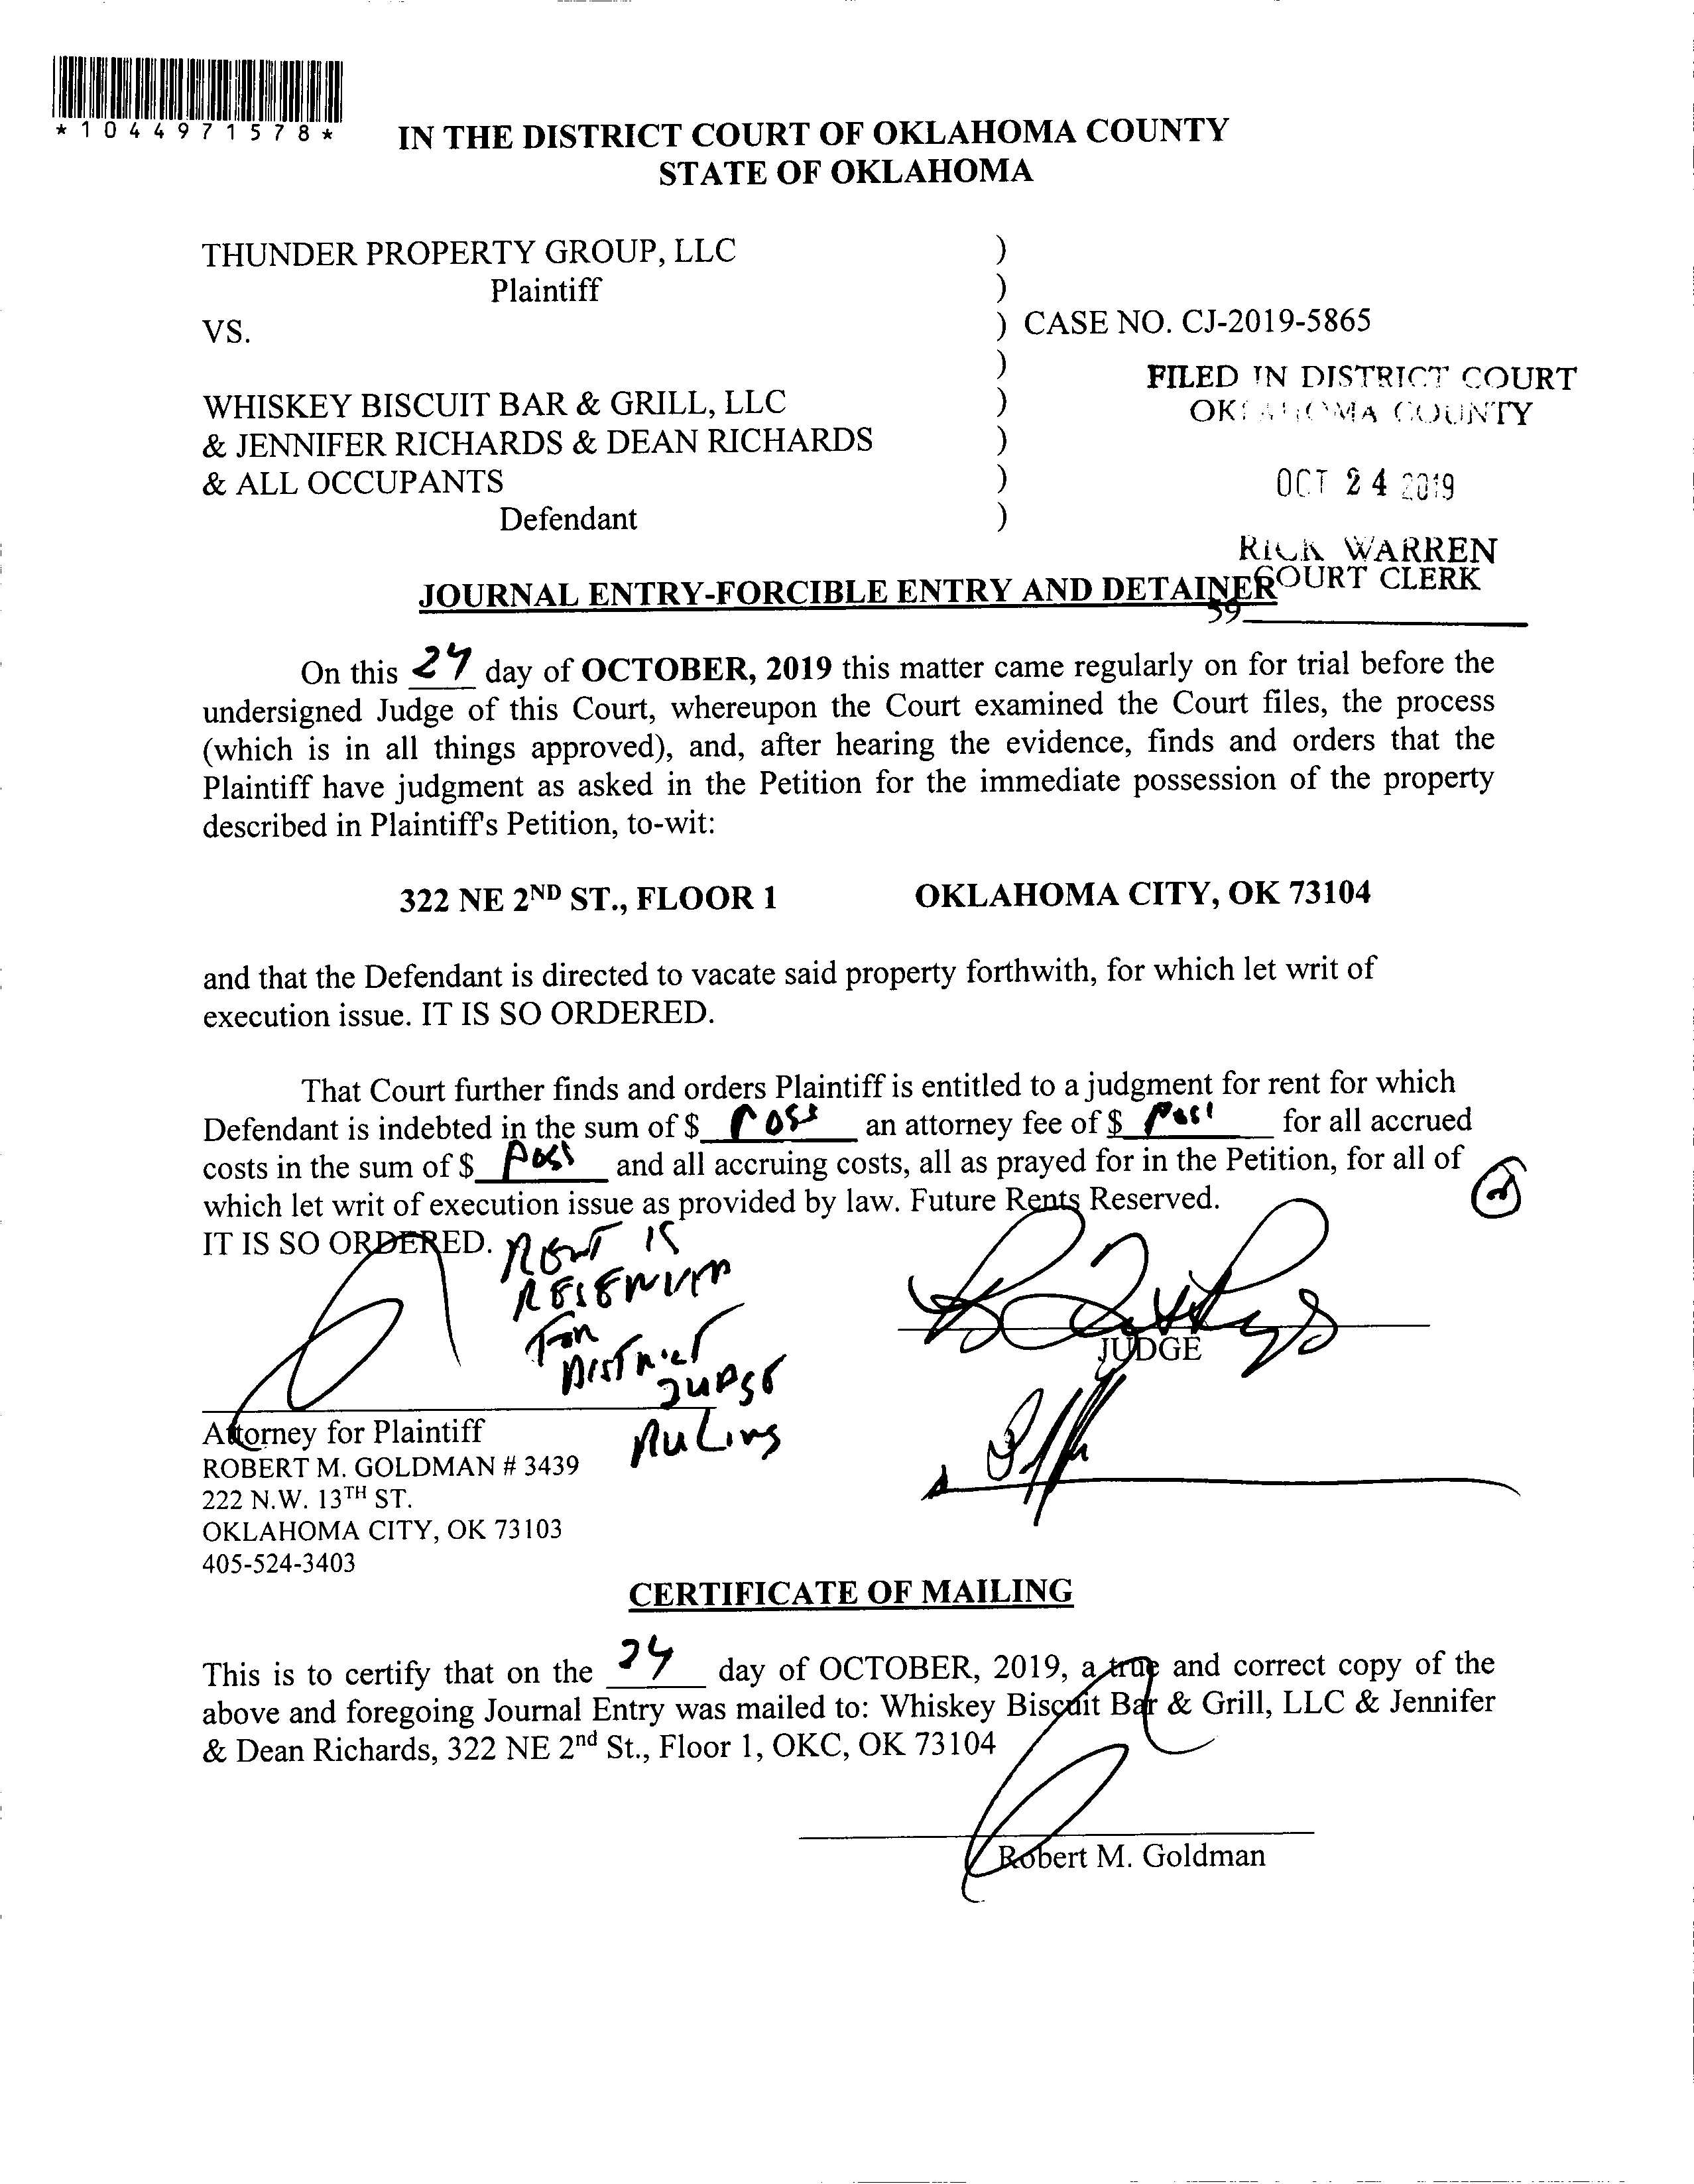 *1044971578*
IN THE DISTRICT COURT OF OKLAHOMA COUNTY
STATE OF OKLAHOMA
THUNDER PROPERTY GROUP, LLC )
Plaintiff )
VS. ) CASE NO. CJ-2019-5865
)
WHISKEY BISCUIT BAR & GRILL, LLC )
& JENNIFER RICHARDS & DEAN RICHARDS )
& ALL OCCUPANTS )
Defendant )
FILED IN DISTRICT COURT
OKLAHOMA COUNTY
OCT 24 2019
RICK WARREN
COURT CLERK
59
JOURNAL ENTRY-FORCIBLE ENTRY AND DETAINER
On this 24 day of OCTOBER, 2019 this matter came regularly on for trial before the
undersigned Judge of this Court, whereupon the Court examined the Court files, the process
(which is in all things approved), and, after hearing the evidence, finds and orders that the
Plaintiff have judgment as asked in the Petition for the immediate possession of the property
described in Plaintiff's Petition, to-wit:
322 NE 2ND ST., FLOOR 1 OKLAHOMA CITY, OK 73104
and that the Defendant is directed to vacate said property forthwith, for which let writ of
execution issue. IT IS SO ORDERED.
That Court further finds and orders Plaintiff is entitled to a judgment for rent for which
Defendant is indebted in the sum of $ poss an attorney fee of $ poss for all accrued
costs in the sum of $ poss and all accruing costs, all as prayed for in the Petition, for all of
which let writ of execution issue as provided by law. Future Rents Reserved.
IT IS SO ORDERED.
RENT IS
RESERVED
FOR
DISTRICT
JUDGE
RULING
JUDGE
Attorney for Plaintiff
ROBERT M. GOLDMAN # 3439
222 N.W. 13TH ST.
OKLAHOMA CITY, OK 73103
405-524-3403
CERTIFICATE OF MAILING
This is to certify that on the 24 day of OCTOBER, 2019, a true and correct copy of the
above and foregoing Journal Entry was mailed to: Whiskey Biscuit Bar & Grill, LLC & Jennifer
& Dean Richards, 322 NE 2nd St., Floor 1, OKC, OK 73104
Robert M. Goldman